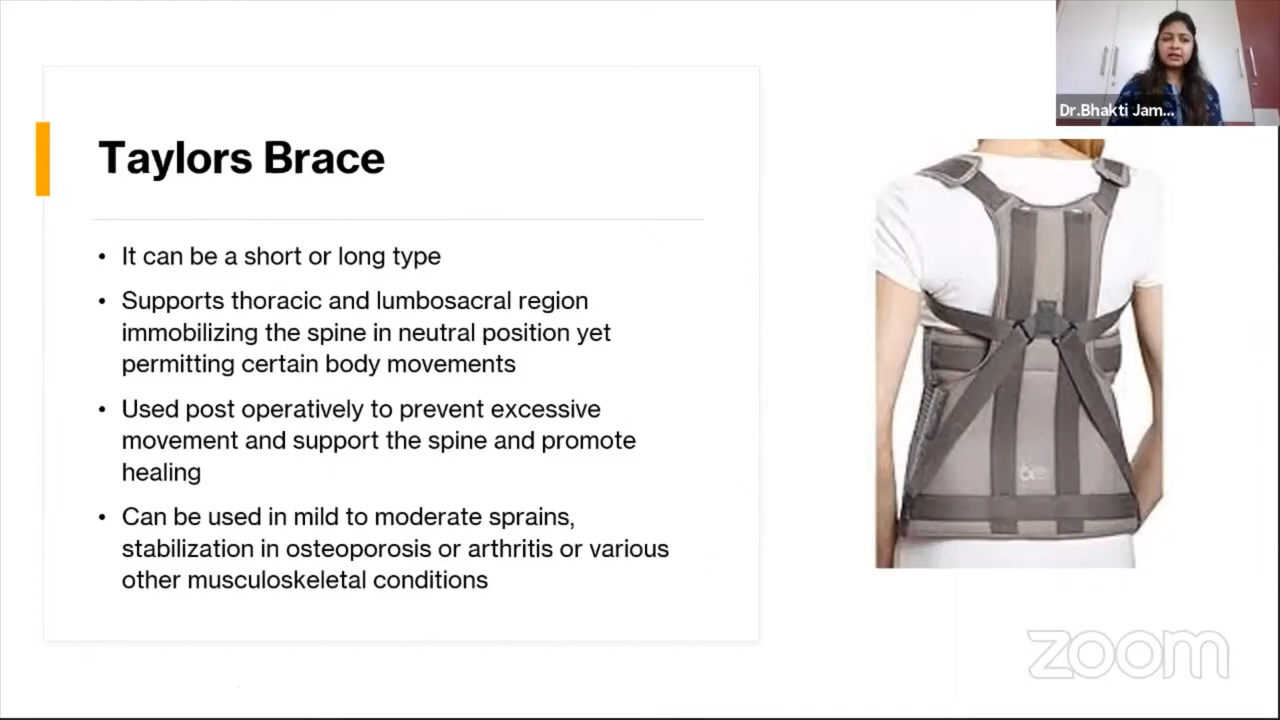 Dr.Bhakti Jam...
Taylors Brace
• It can be a short or long type
• Supports thoracic and lumbosacral region
immobilizing the spine in neutral position yet
permitting certain body movements
• Used post operatively to prevent excessive
movement and support the spine and promote
healing
• Can be used in mild to moderate sprains,
stabilization in osteoporosis or arthritis or various
other musculoskeletal conditions
zoom